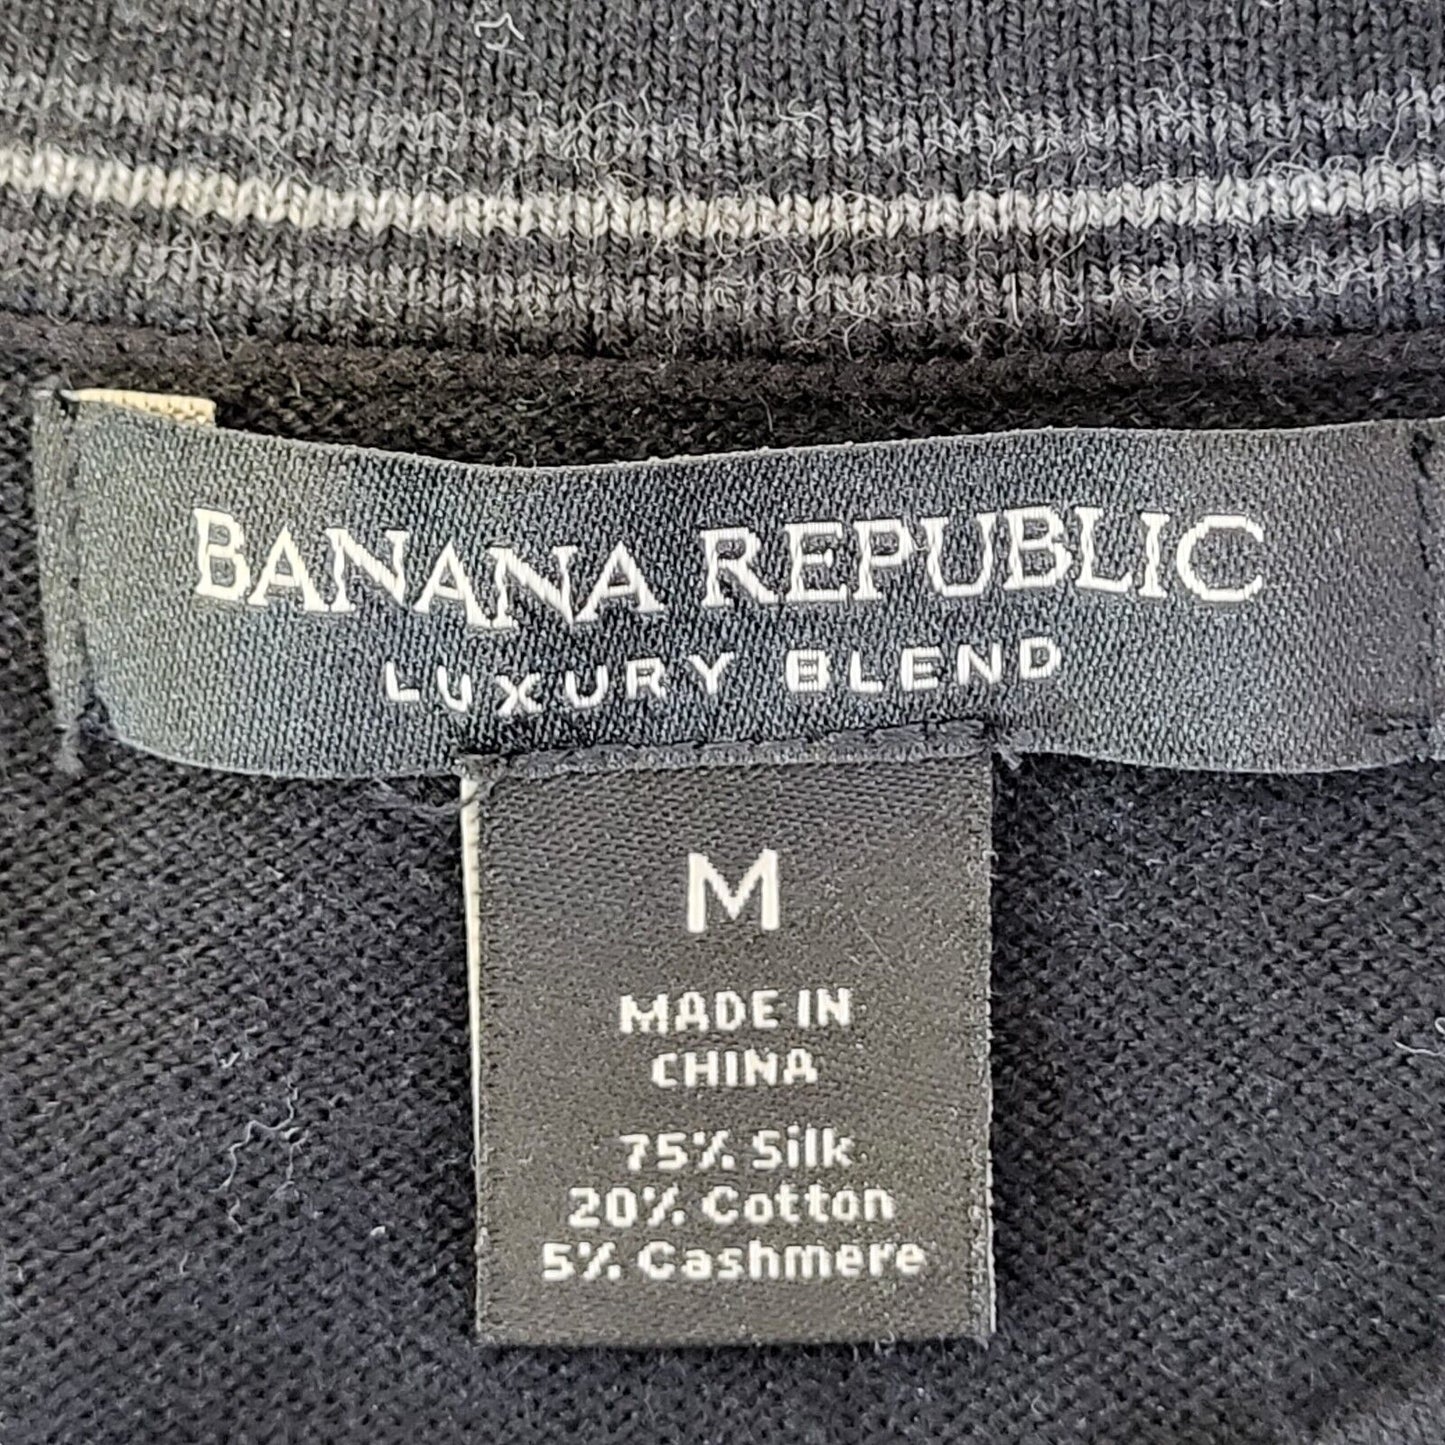 BANANA REPUBLIC
LUXURY BLEND
M
MADE IN
CHINA
75% Silk
20% Cotton
5% Cashmere